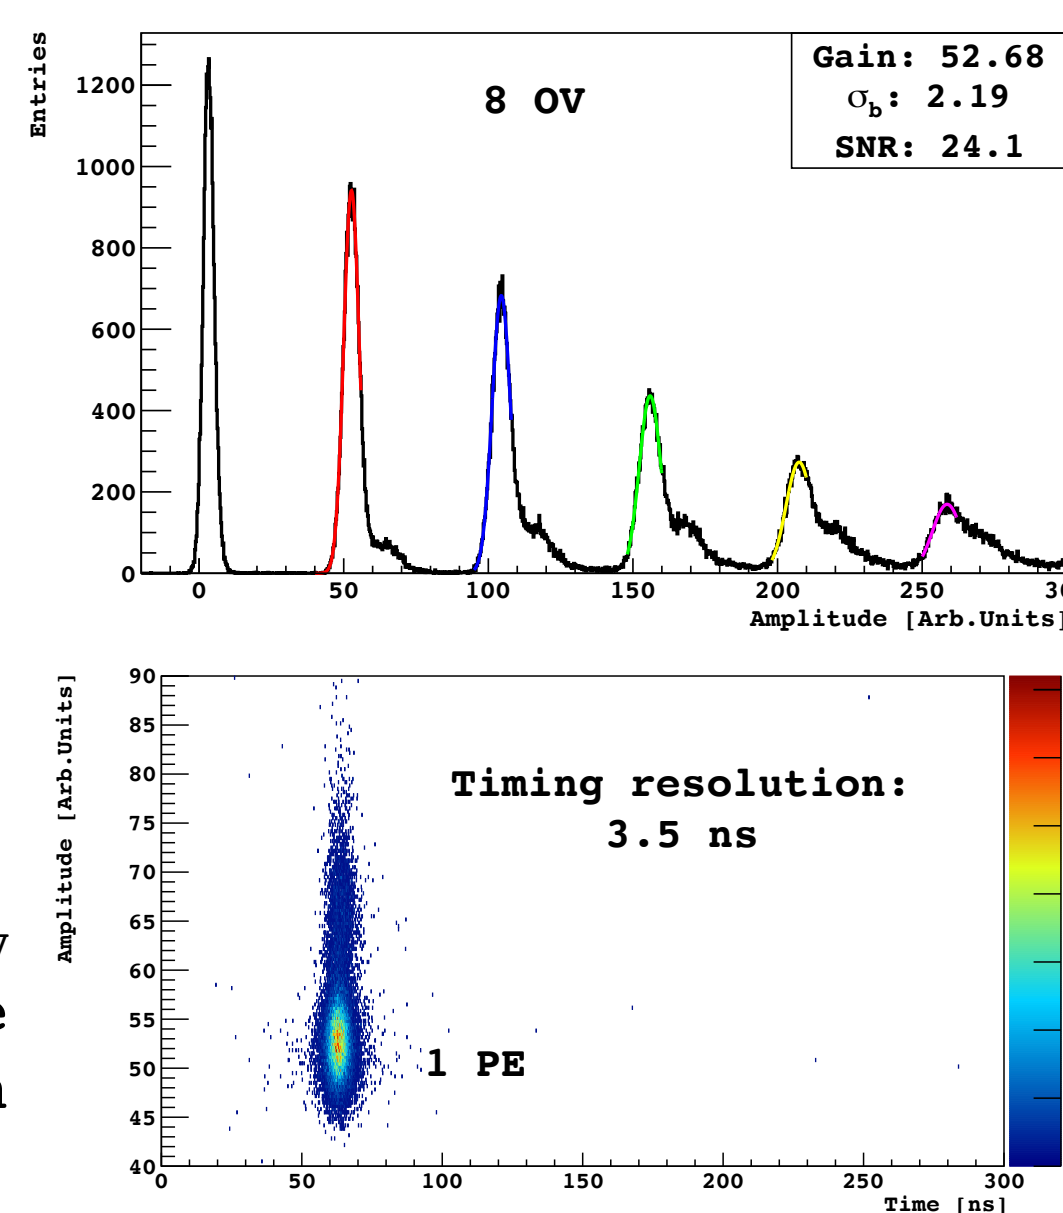 Entries
1200
1000
800
600
400
200
0
8 OV
Gain: 52.68
σb: 2.19
SNR: 24.1
0 50 100 150 200 250
Amplitude [Arb.Units]
Amplitude [Arb.Units]
90
85
80
75
70
65
60
55
50
45
40
Timing resolution:
3.5 ns
1 PE
0 50 100 150 200 250 300
Time [ns]